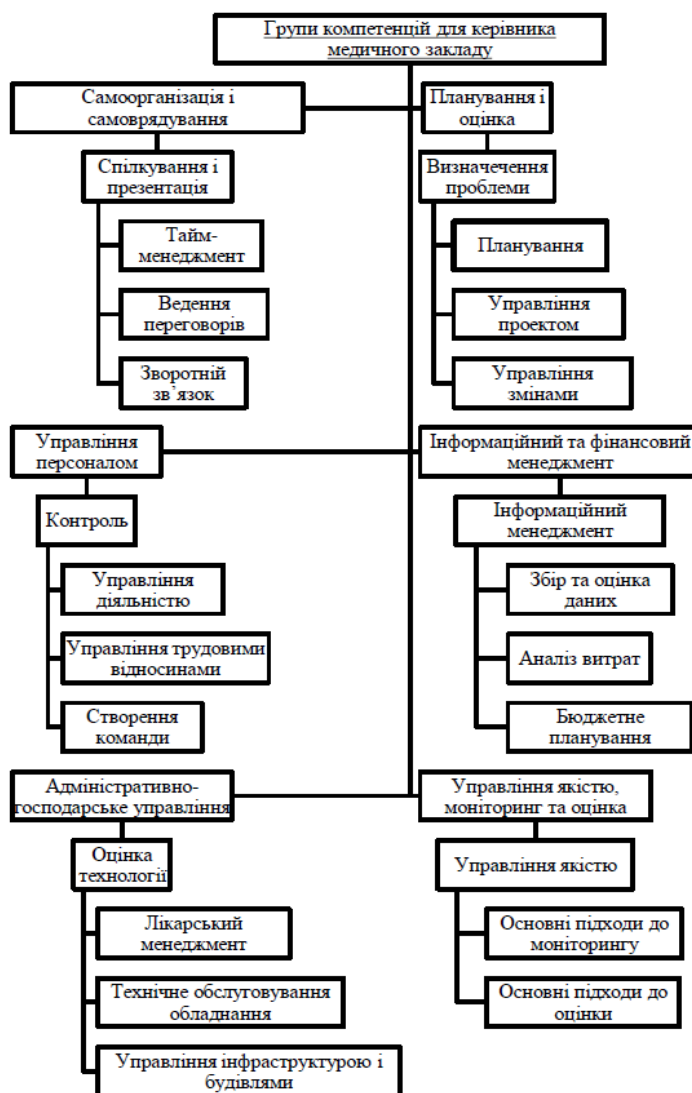 Групи компетенцій для керівника
медичного закладу
Самоорганізація і
самоврядування
Спілкування і
презентація
Тайм-
менеджмент
Ведення
переговорів
Зворотній
зв’язок
Планування і
оцінка
Визначечення
проблеми
Планування
Управління
проектом
Управління
змінами
Управління
персоналом
Контроль
Управління
діяльністю
Управління трудовими
відносинами
Створення
команди
Інформаційний та фінансовий
менеджмент
Інформаційний
менеджмент
Збір та оцінка
даних
Аналіз витрат
Бюджетне
планування
Адміністративно-
господарське управління
Оцінка
технології
Лікарський
менеджмент
Технічне обслуговування
обладнання
Управління інфраструктурою і
будівлями
Управління якістю,
моніторинг та оцінка
Управління якістю
Основні підходи до
моніторингу
Основні підходи до
оцінки